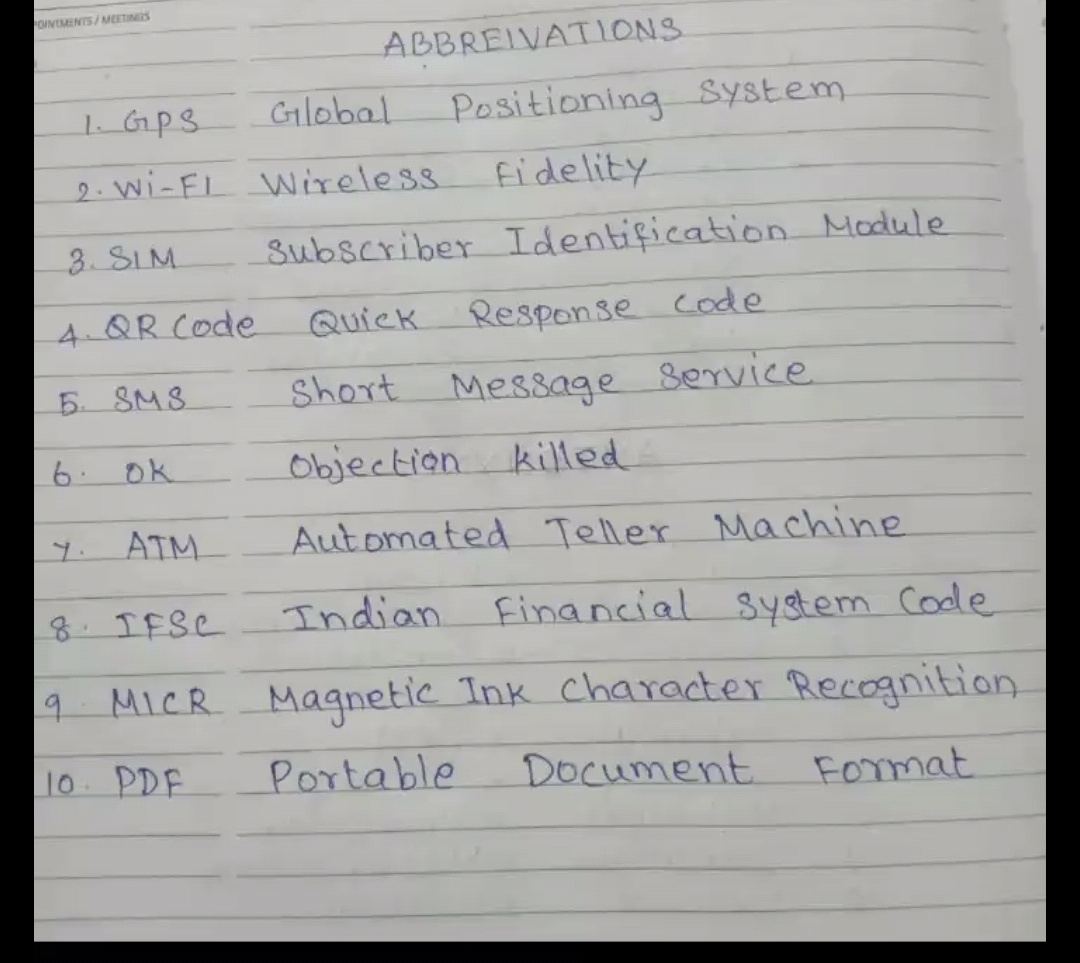 OINTMENTS / MEETINGS
ABBREIVATIONS
1. GPS Global Positioning System
2. Wi-FI Wireless Fidelity
3. SIM Subscriber Identification Module
4. QR Code Quick Response Code
5. SMS Short Message Service
6. OK Objection killed
7. ATM Automated Teller Machine
8. IFSC Indian Financial System Code
9 MICR Magnetic Ink Character Recognition
10. PDF Portable Document Format